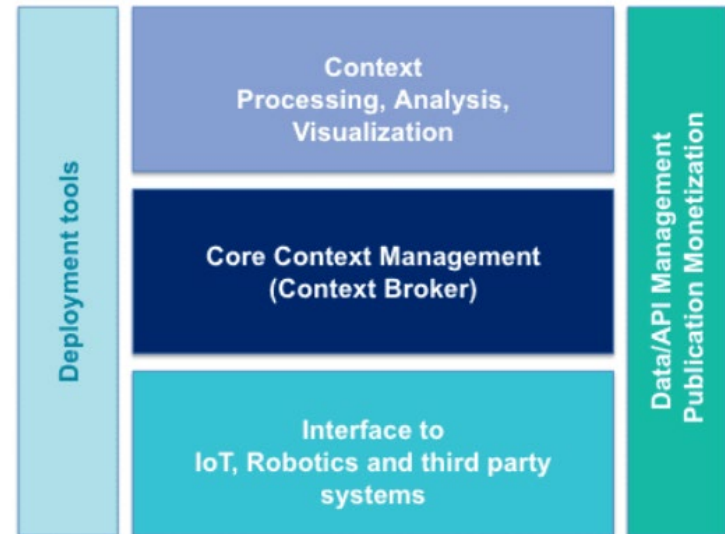 Deployment tools
Context
Processing, Analysis,
Visualization
Core Context Management
(Context Broker)
Interface to
IoT, Robotics and third party
systems
Data/API Management
Publication Monetization